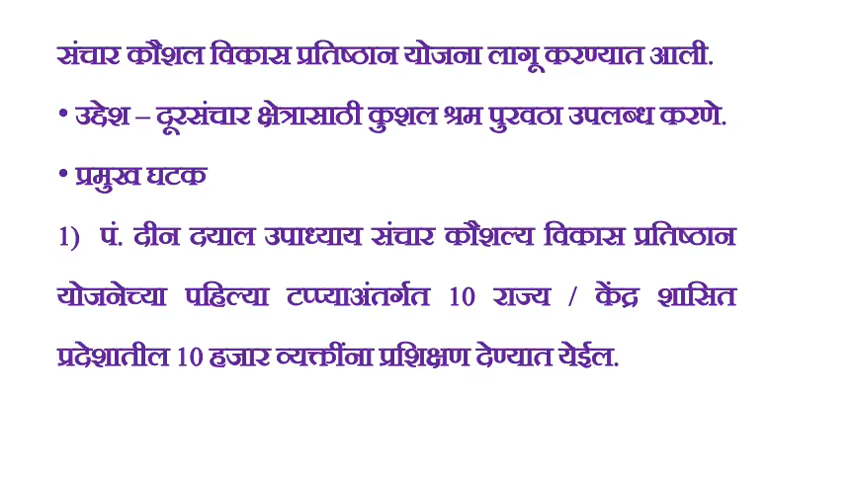 संचार कौशल विकास प्रतिष्ठान योजना लागू करण्यात आली.
• उद्देश – दूरसंचार क्षेत्रासाठी कुशल श्रम पुरवठा उपलब्ध करणे.
• प्रमुख घटक
1) पं. दीन दयाल उपाध्याय संचार कौशल्य विकास प्रतिष्ठान
योजनेच्या पहिल्या टप्प्याअंतर्गत 10 राज्य / केंद्र शासित
प्रदेशातील 10 हजार व्यक्तींना प्रशिक्षण देण्यात येईल.